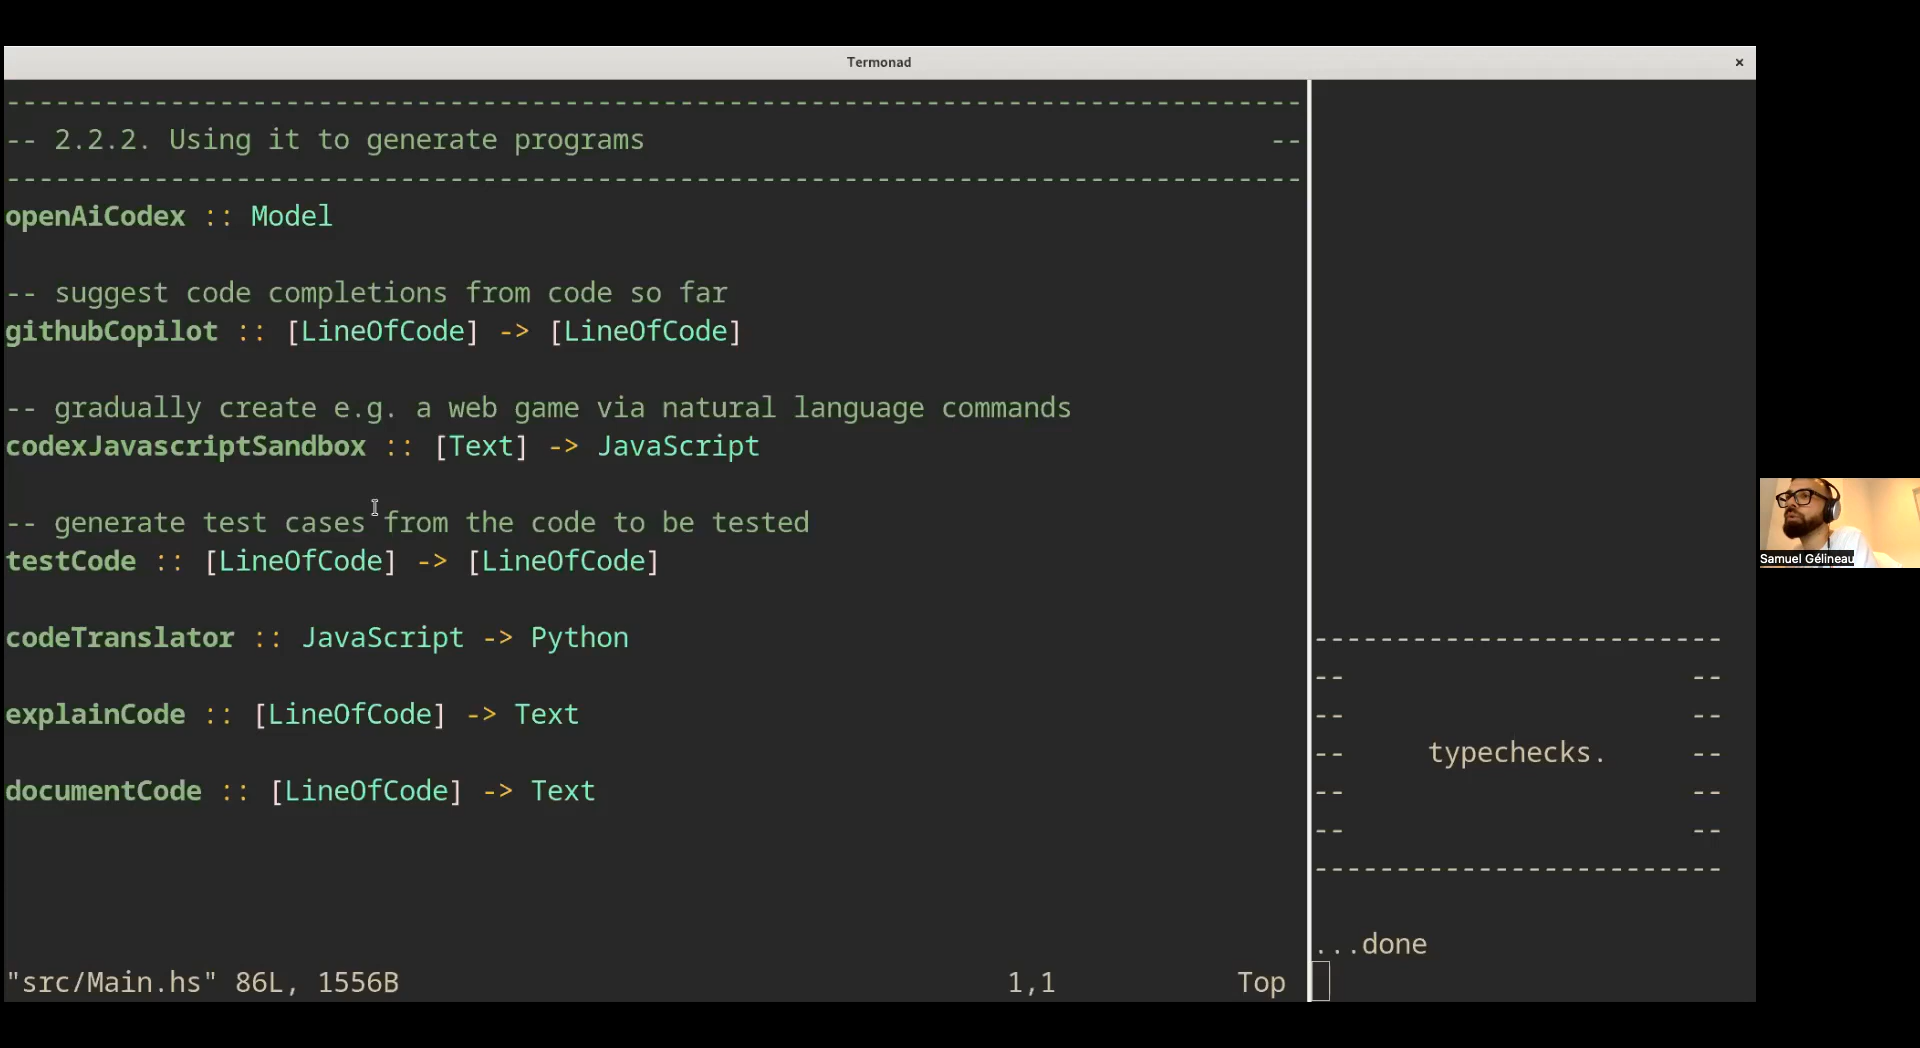 Termonad
×
--------------------------------------------------------------------------------
-- 2.2.2. Using it to generate programs                                       --
--------------------------------------------------------------------------------
openAiCodex :: Model
-- suggest code completions from code so far
githubCopilot :: [LineOfCode] -> [LineOfCode]
-- gradually create e.g. a web game via natural language commands
codexJavascriptSandbox :: [Text] -> JavaScript
-- generate test cases from the code to be tested
testCode :: [LineOfCode] -> [LineOfCode]
codeTranslator :: JavaScript -> Python
explainCode :: [LineOfCode] -> Text
documentCode :: [LineOfCode] -> Text
"src/Main.hs" 86L, 1556B 1,1 Top
-------------------------
--                     --
--                     --
--     typechecks.     --
--                     --
--                     --
-------------------------
...done
Samuel Gélineau